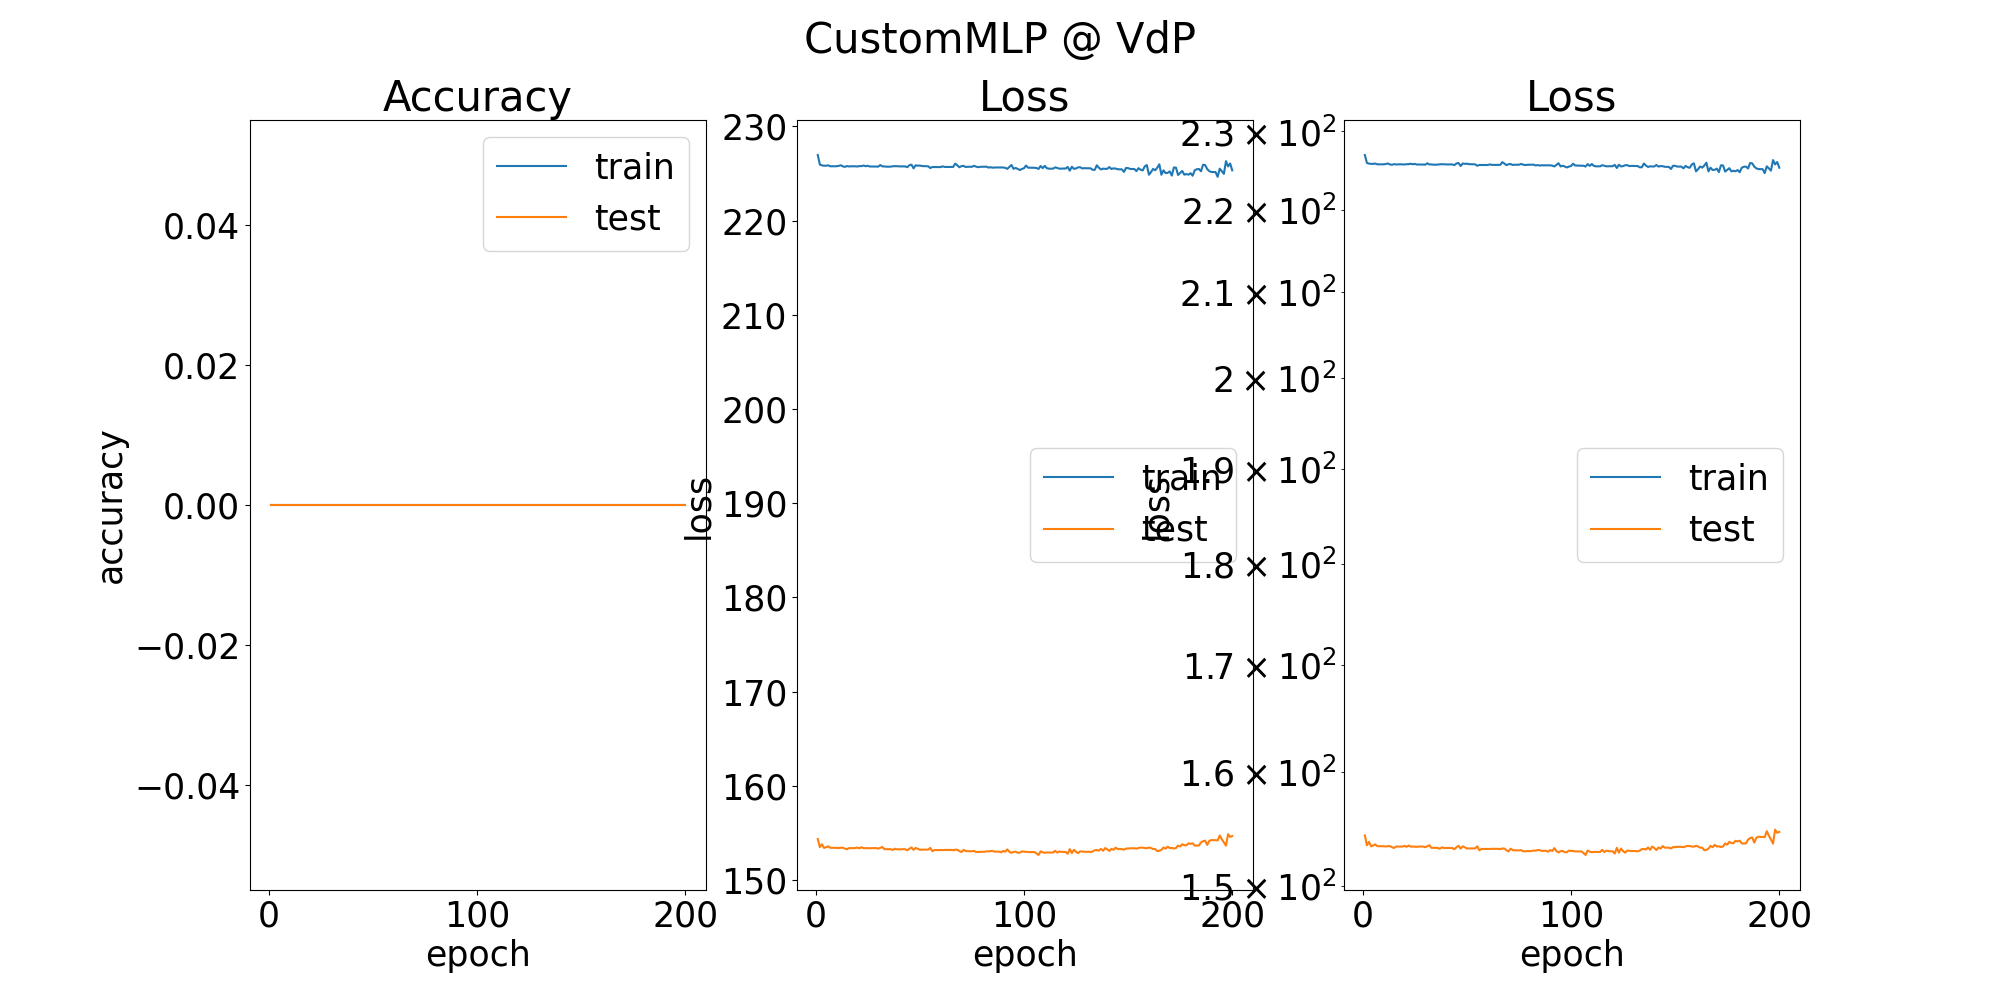 CustomMLP @ VdP
Accuracy
accuracy
0.04
0.02
0.00
−0.02
−0.04
0 100 200
epoch
train
test
Loss
loss
230
220
210
200
190
180
170
160
150
0 100 200
epoch
train
test
Loss
loss
2.3 × 10²
2.2 × 10²
2.1 × 10²
2 × 10²
1.9 × 10²
1.8 × 10²
1.7 × 10²
1.6 × 10²
1.5 × 10²
0 100 200
epoch
train
test